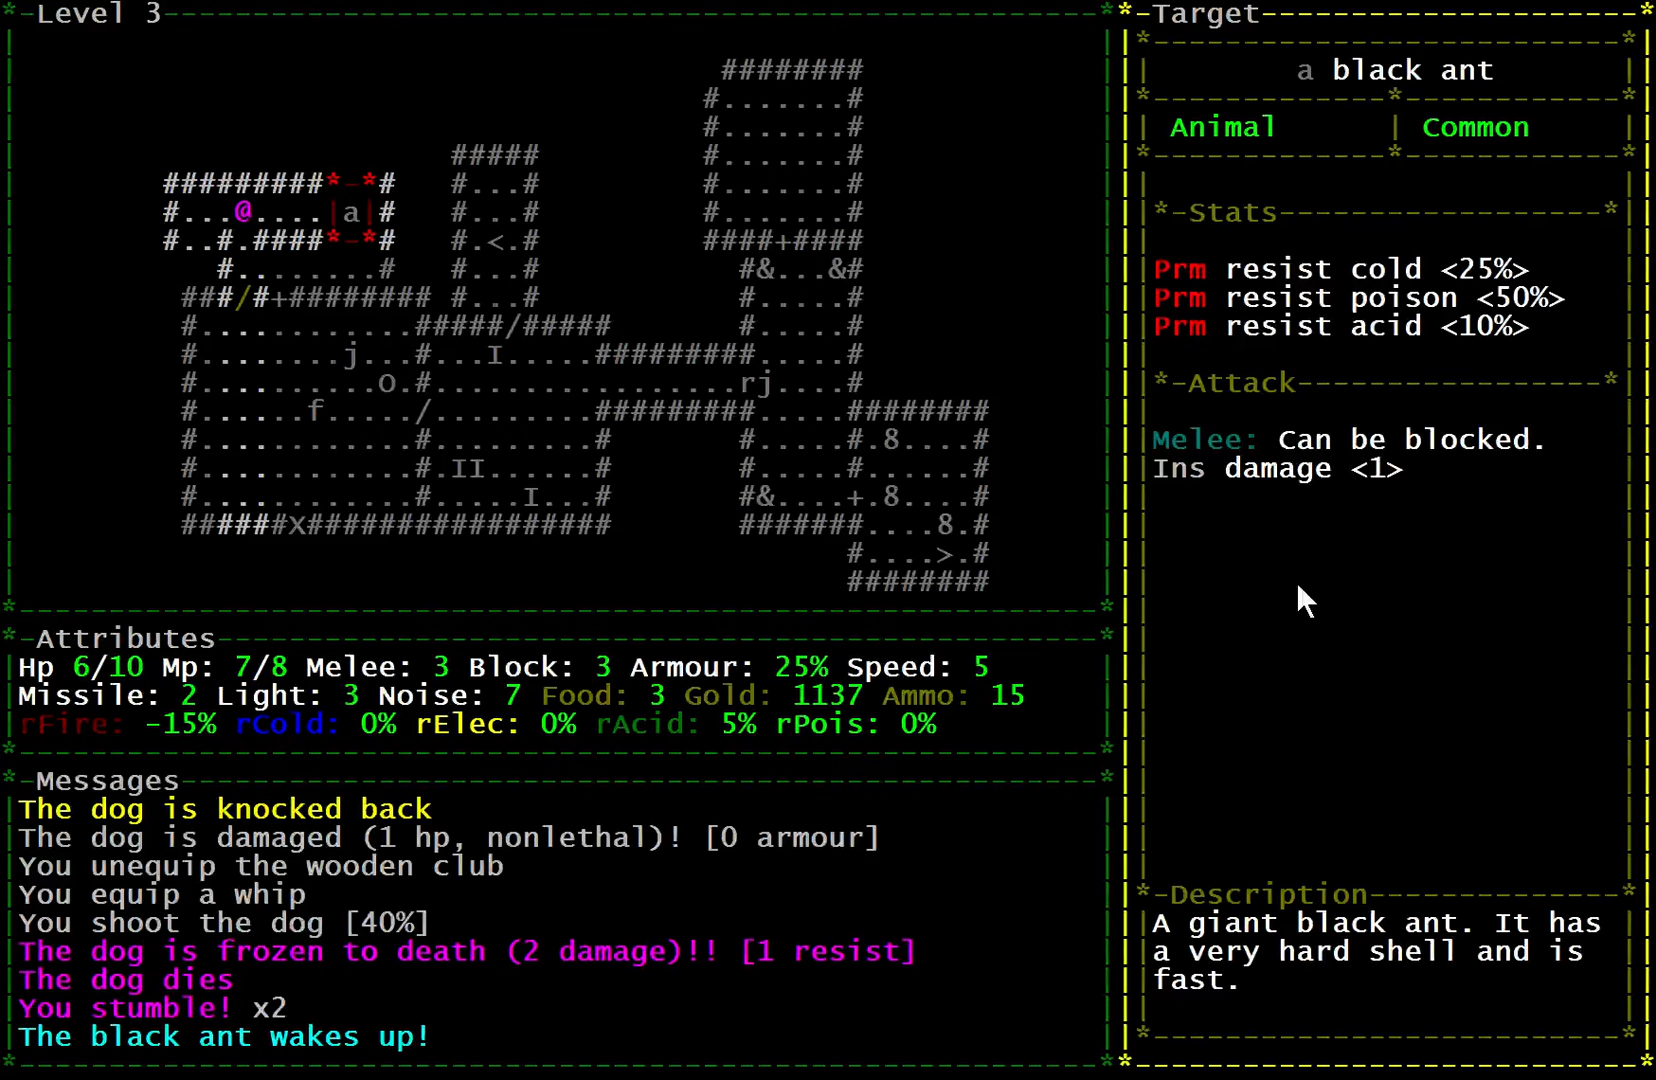 Level 3
########
#.......#
#.......#
##### #.......#
#########*-*# #...# #.......#
#...@....|a|# #...# #.......#
#..#.####*-*# #.<.# ####+####
#........# #...# #&...&#
###/#+######## #...# #.....#
#............#####/##### #.....#
#........j...#...I.....#########.....#
#..........o.#.................rj....#
#......f...../.........#########.....########
#............#.........# #.....#.8....#
#............#.II......# #.....#......#
#............#.....I...# #&....+.8....#
######x################# #######....8.#
#....>.#
########
Attributes
Hp 6/10 Mp: 7/8 Melee: 3 Block: 3 Armour: 25% Speed: 5
Missile: 2 Light: 3 Noise: 7 Food: 3 Gold: 1137 Ammo: 15
rFire: -15% rCold: 0% rElec: 0% rAcid: 5% rPois: 0%
Messages
The dog is knocked back
The dog is damaged (1 hp, nonlethal)! [0 armour]
You unequip the wooden club
You equip a whip
You shoot the dog [40%]
The dog is frozen to death (2 damage)!! [1 resist]
The dog dies
You stumble! x2
The black ant wakes up!
Target
a black ant
Animal | Common
Stats
Prm resist cold <25%>
Prm resist poison <50%>
Prm resist acid <10%>
Attack
Melee: Can be blocked.
Ins damage <1>
Description
A giant black ant. It has
a very hard shell and is
fast.